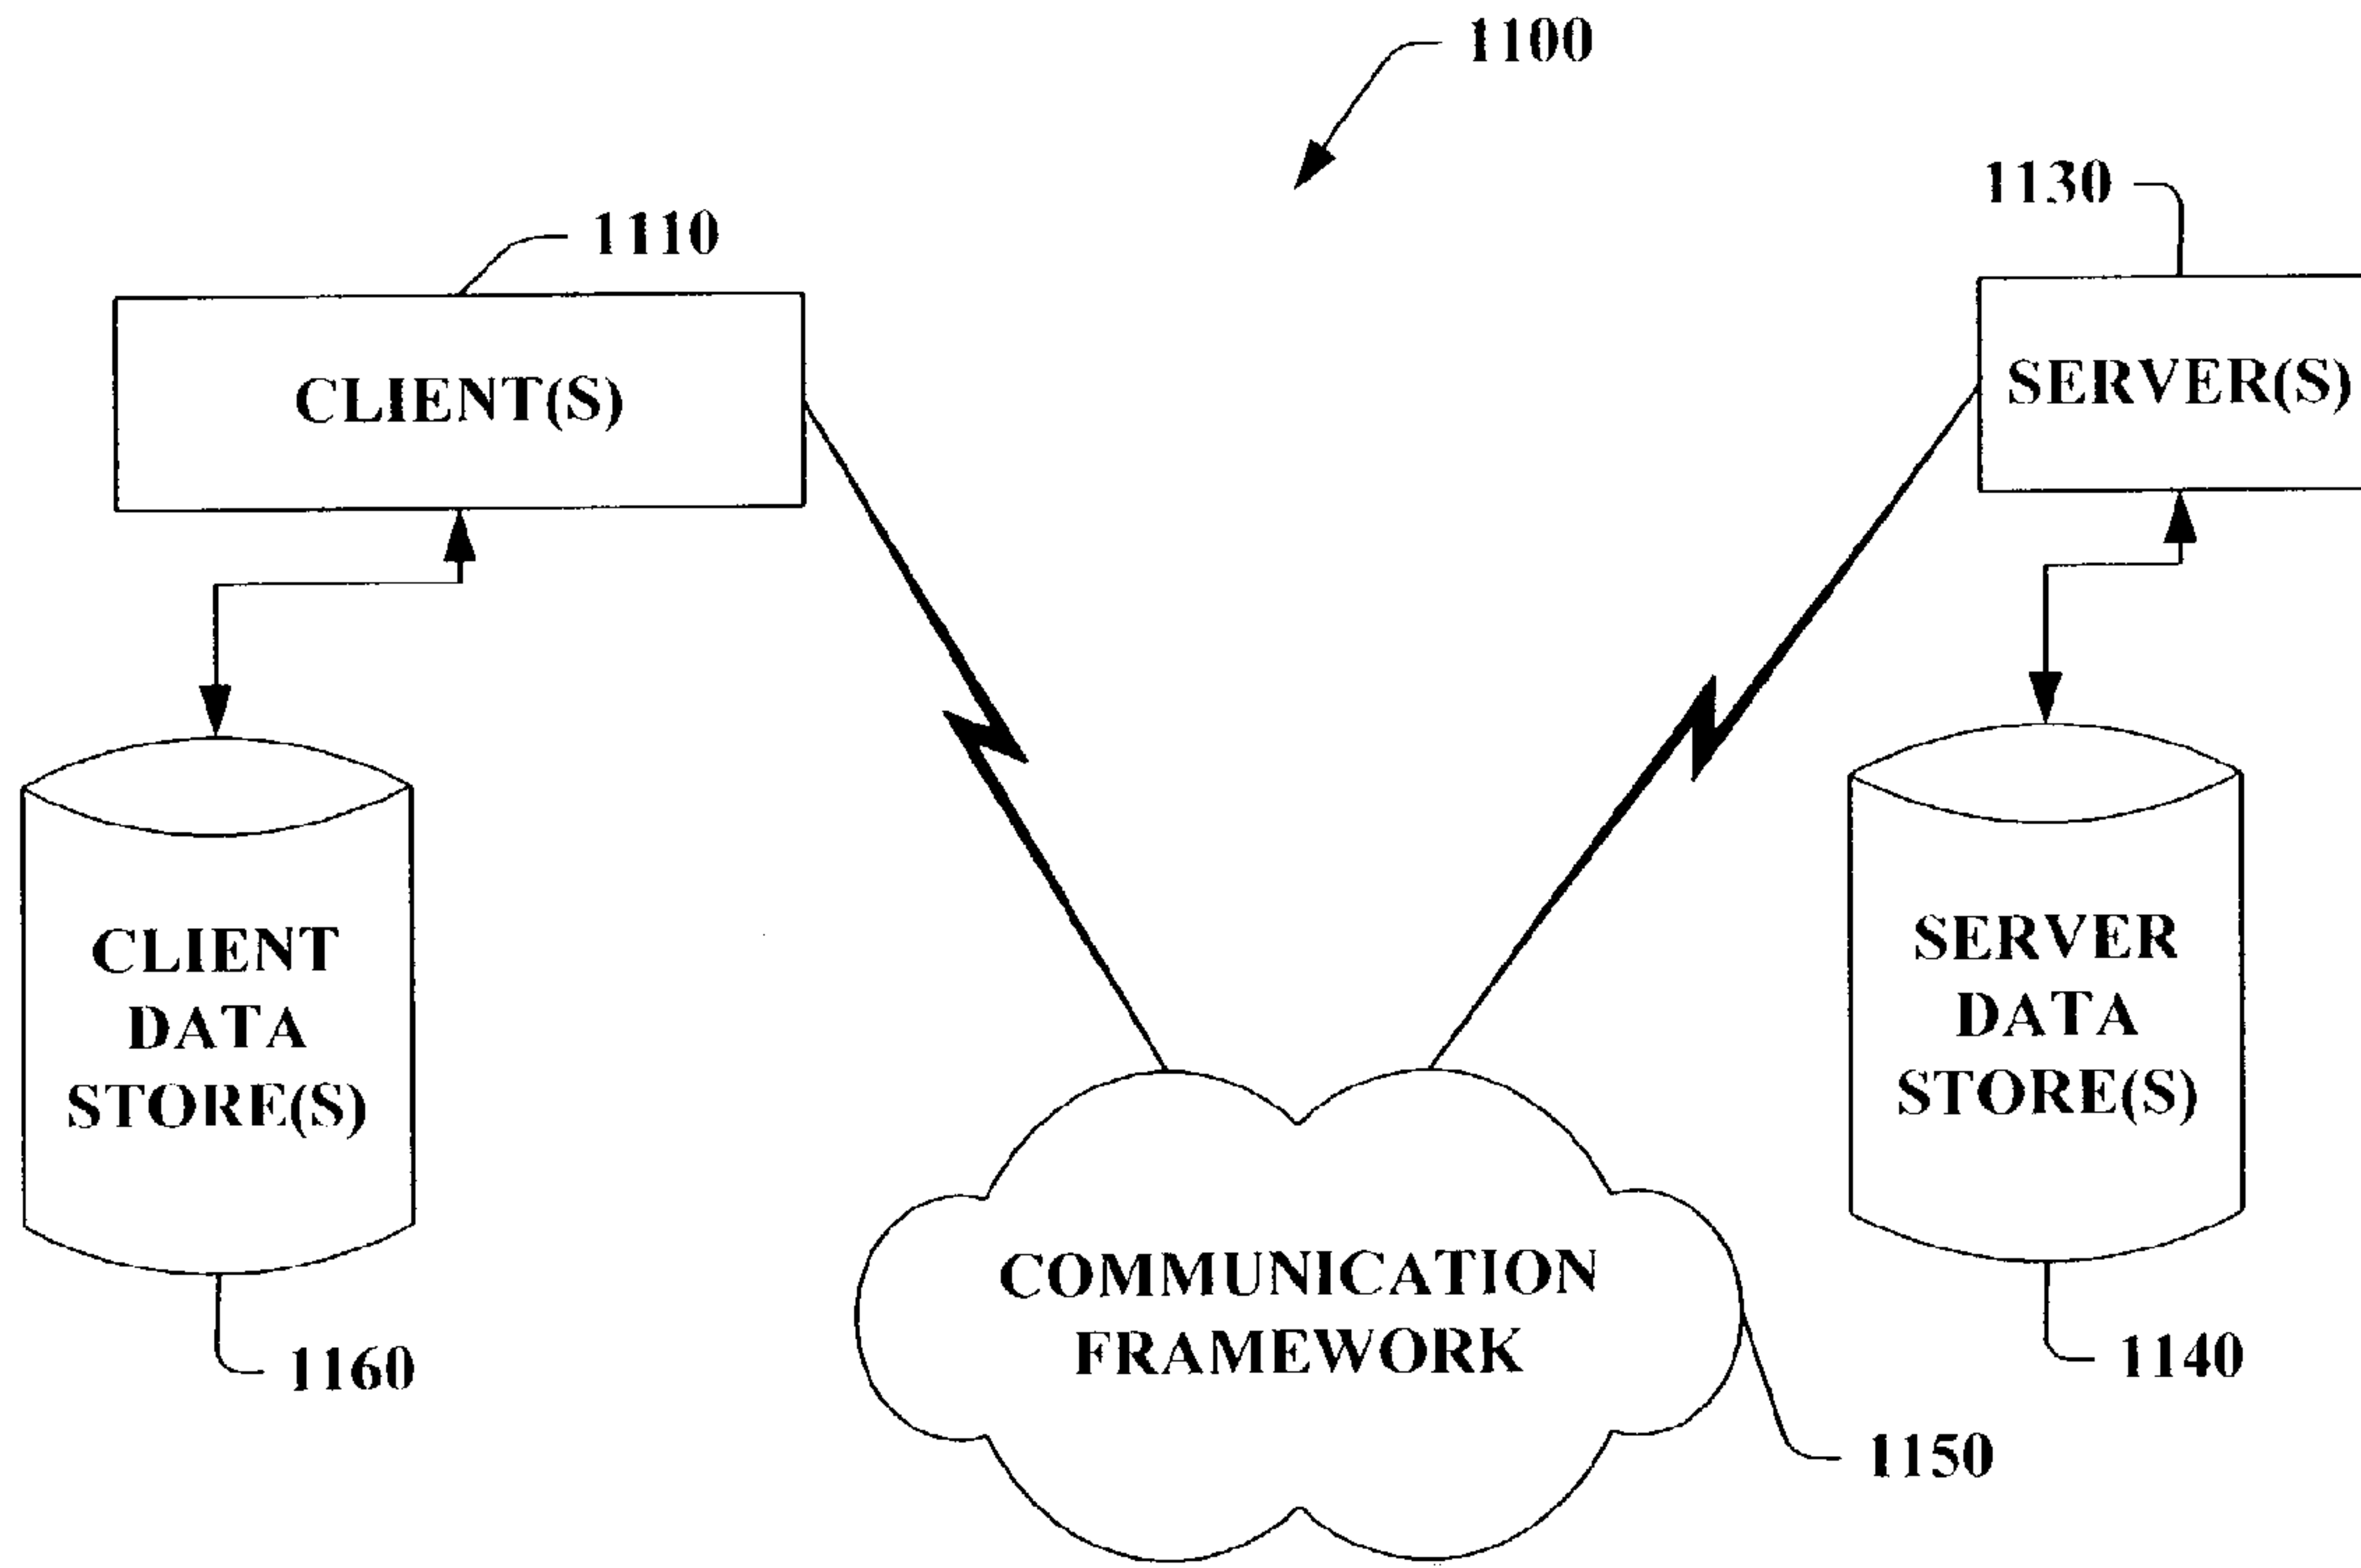 1100
1130
1110
CLIENT(S)
SERVER(S)
CLIENT
DATA
STORE(S)
SERVER
DATA
STORE(S)
COMMUNICATION
FRAMEWORK
1160
1140
1150